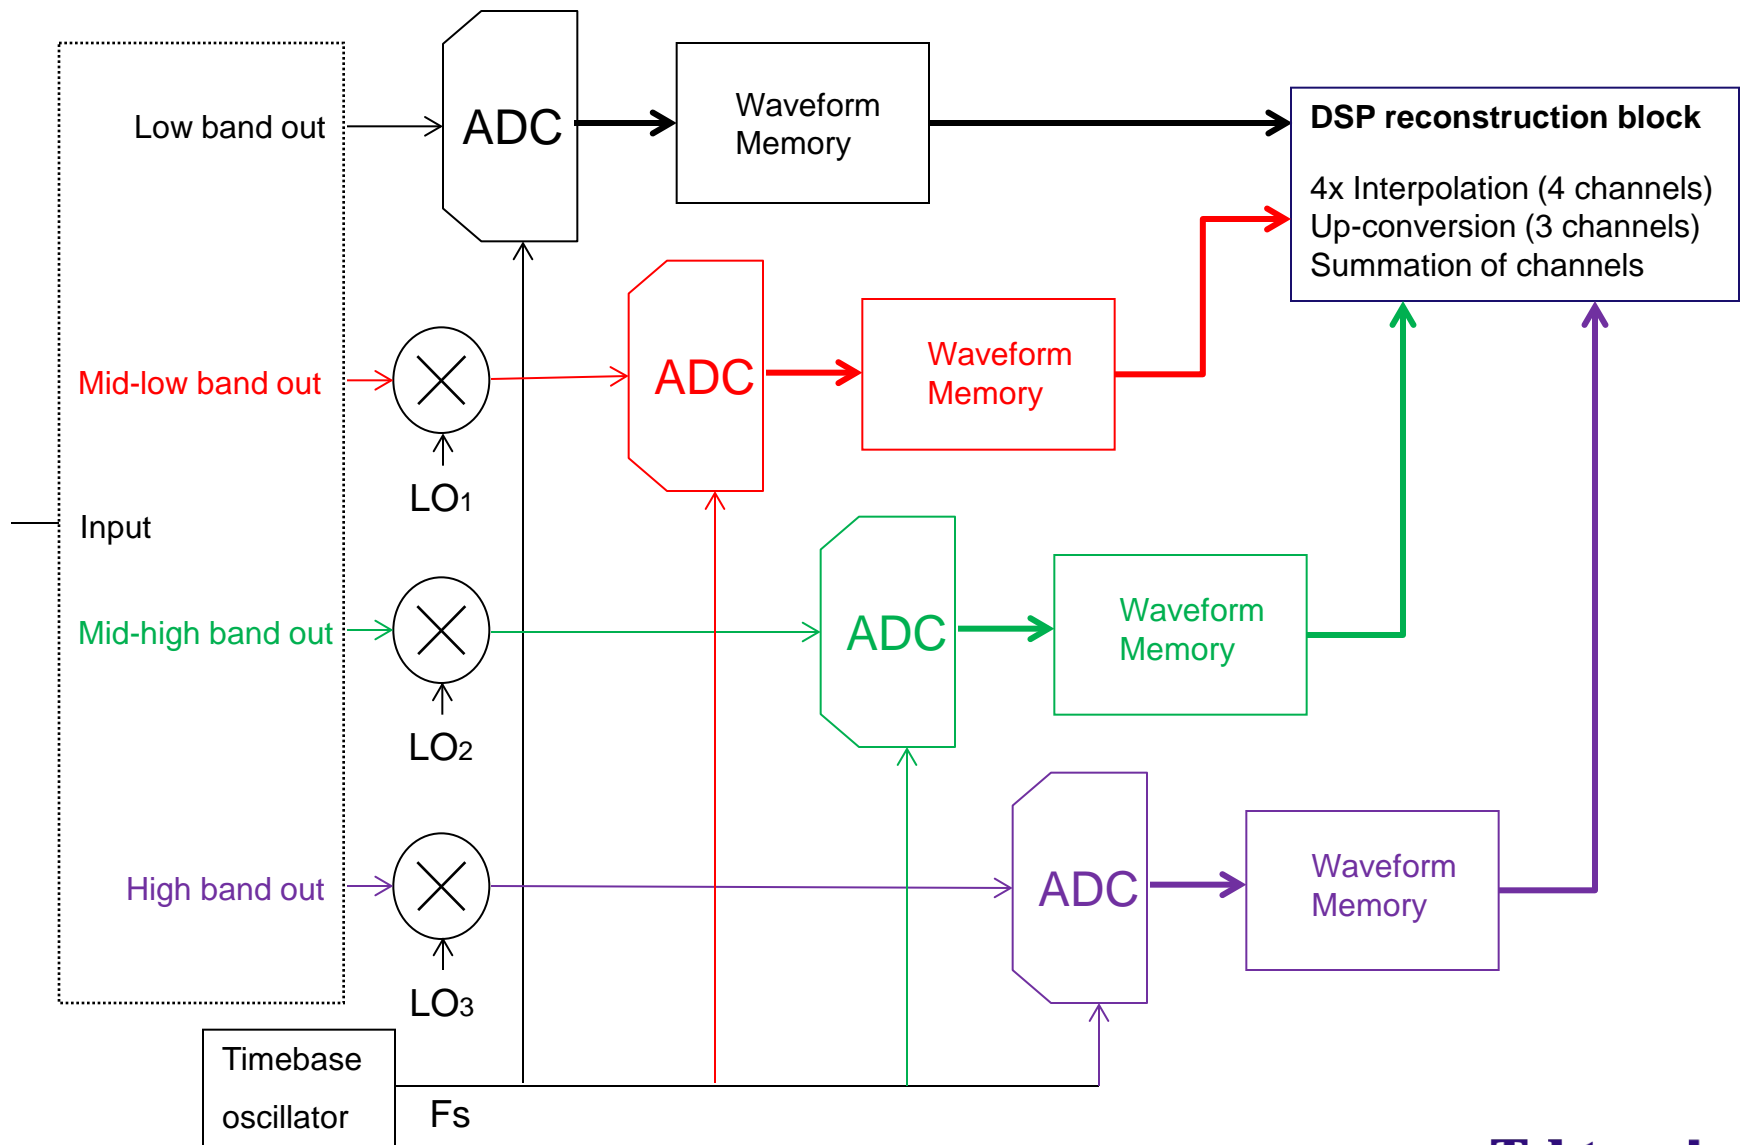 Low band out
ADC
Waveform
Memory
DSP reconstruction block
4x Interpolation (4 channels)
Up-conversion (3 channels)
Summation of channels
Mid-low band out
LO1
ADC
Waveform
Memory
Input
Mid-high band out
LO2
ADC
Waveform
Memory
High band out
LO3
ADC
Waveform
Memory
Timebase
oscillator
Fs